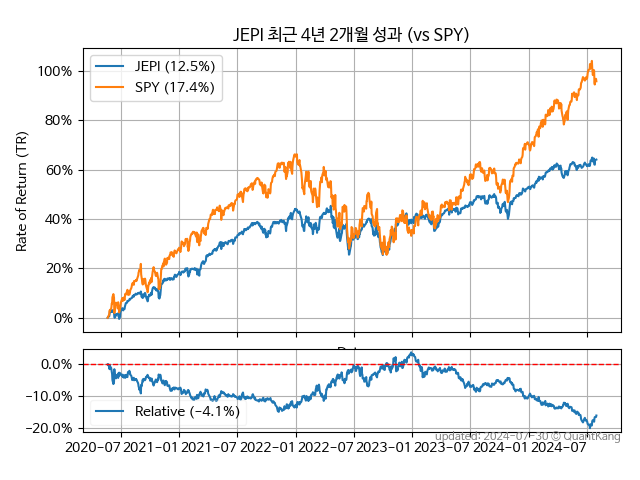 JEPI 최근 4년 2개월 성과 (vs SPY)
JEPI (12.5%)
SPY (17.4%)
Rate of Return (TR)
100%
80%
60%
40%
20%
0%
0.0%
−10.0%
−20.0%
Relative (−4.1%)
2020-07 2021-01 2021-07 2022-01 2022-07 2023-01 2023-07 2024-01 2024-07
updated: 2024-07-30 © QuantKang